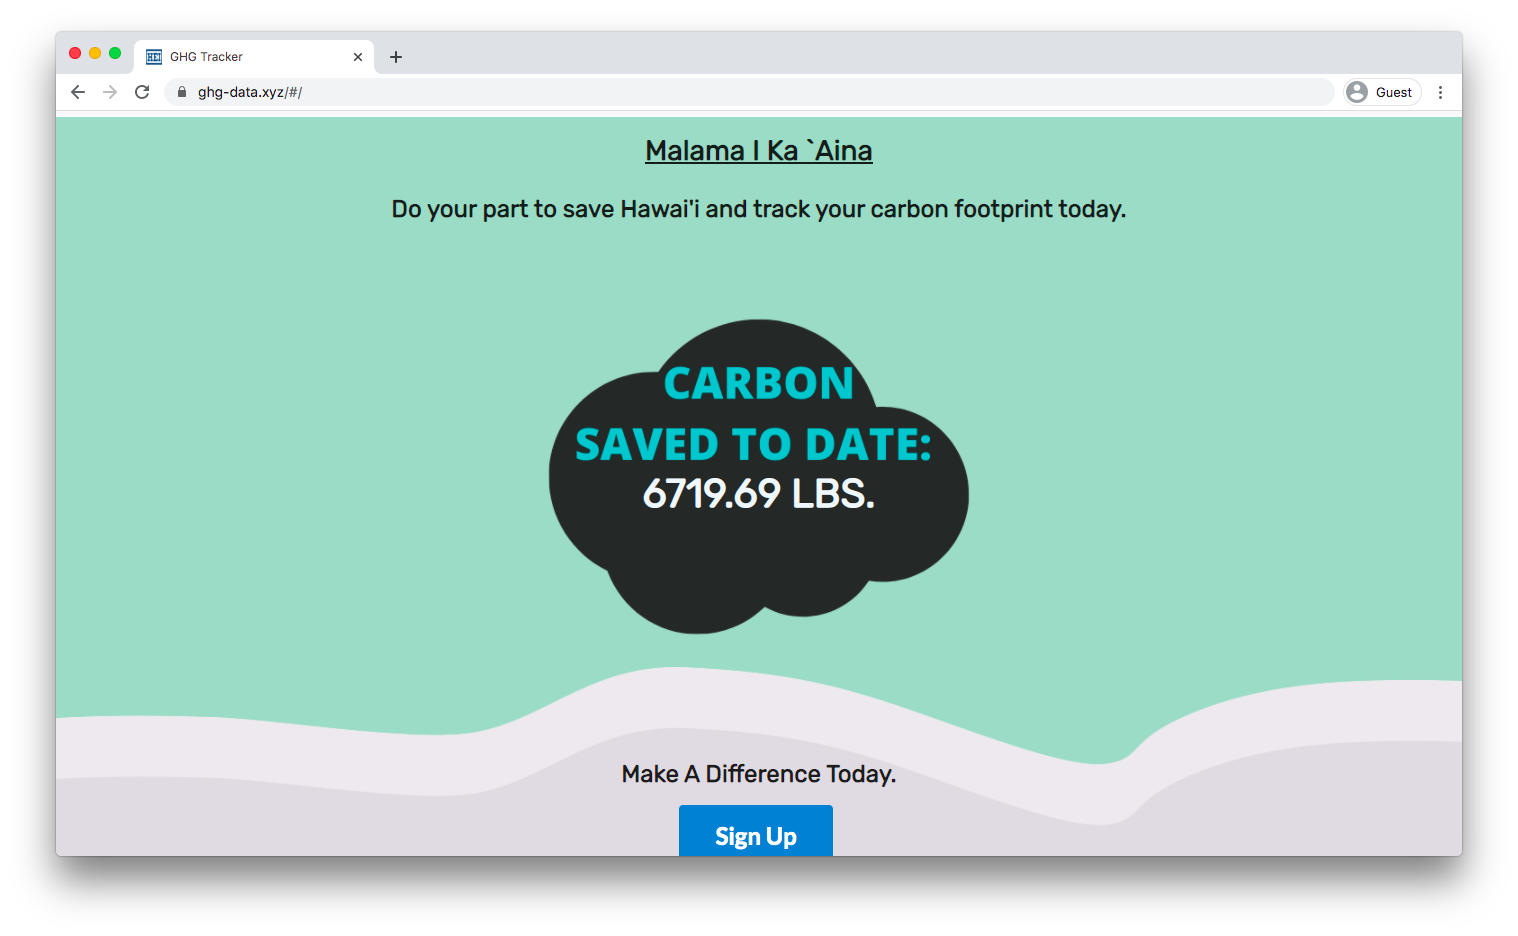 HEI GHG Tracker
ghg-data.xyz/#/
Guest
Malama I Ka `Aina
Do your part to save Hawai'i and track your carbon footprint today.
CARBON
SAVED TO DATE:
6719.69 LBS.
Make A Difference Today.
Sign Up